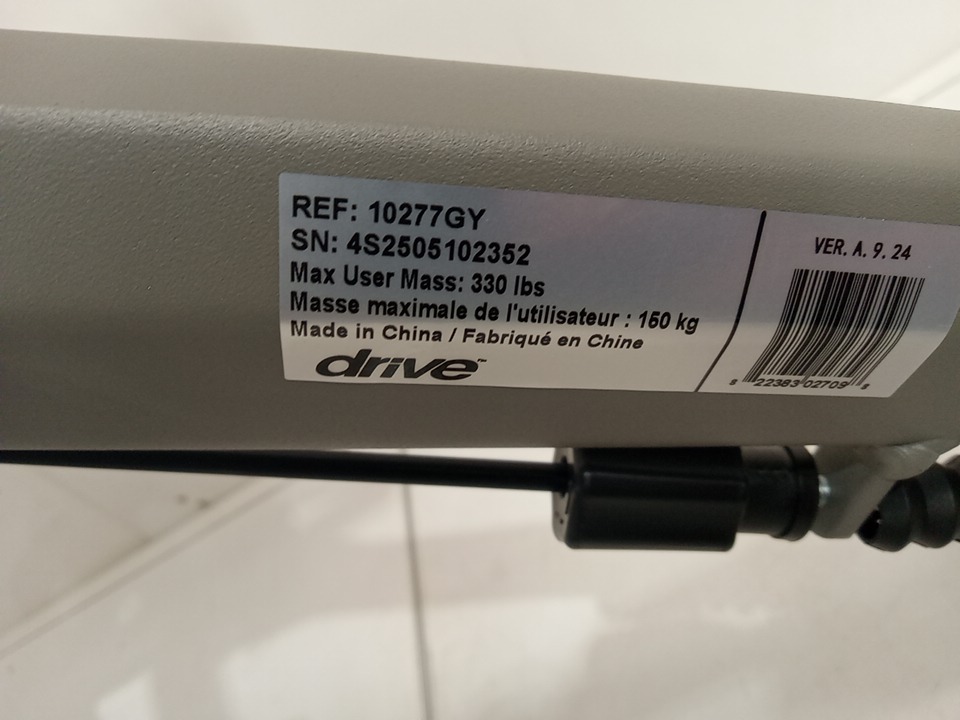 REF: 10277GY
SN: 4S2505102352
Max User Mass: 330 lbs
Masse maximale de l'utilisateur : 150 kg
Made in China / Fabriqué en Chine
drive™
VER. A. 9. 24
8 22383 02709 8